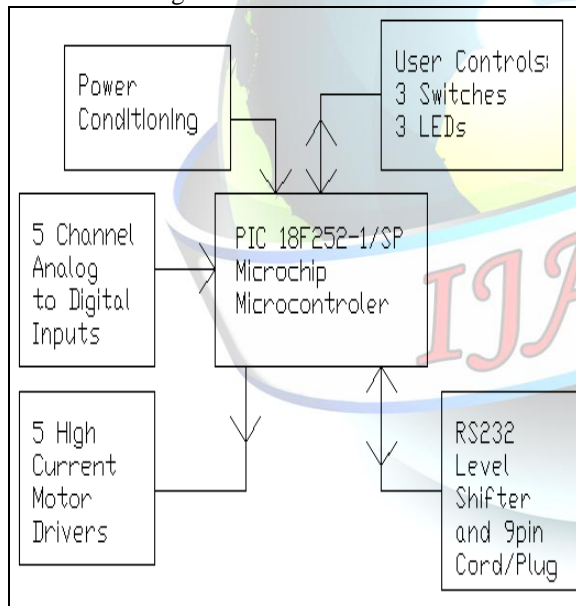 Power
Conditioning
User Controls:
3 Switches
3 LEDs
5 Channel
Analog
to Digital
Inputs
PIC 18F252-1/SP
Microchip
Microcontroler
5 High
Current
Motor
Drivers
RS232
Level
Shifter
and 9pin
Cord/Plug
IJA